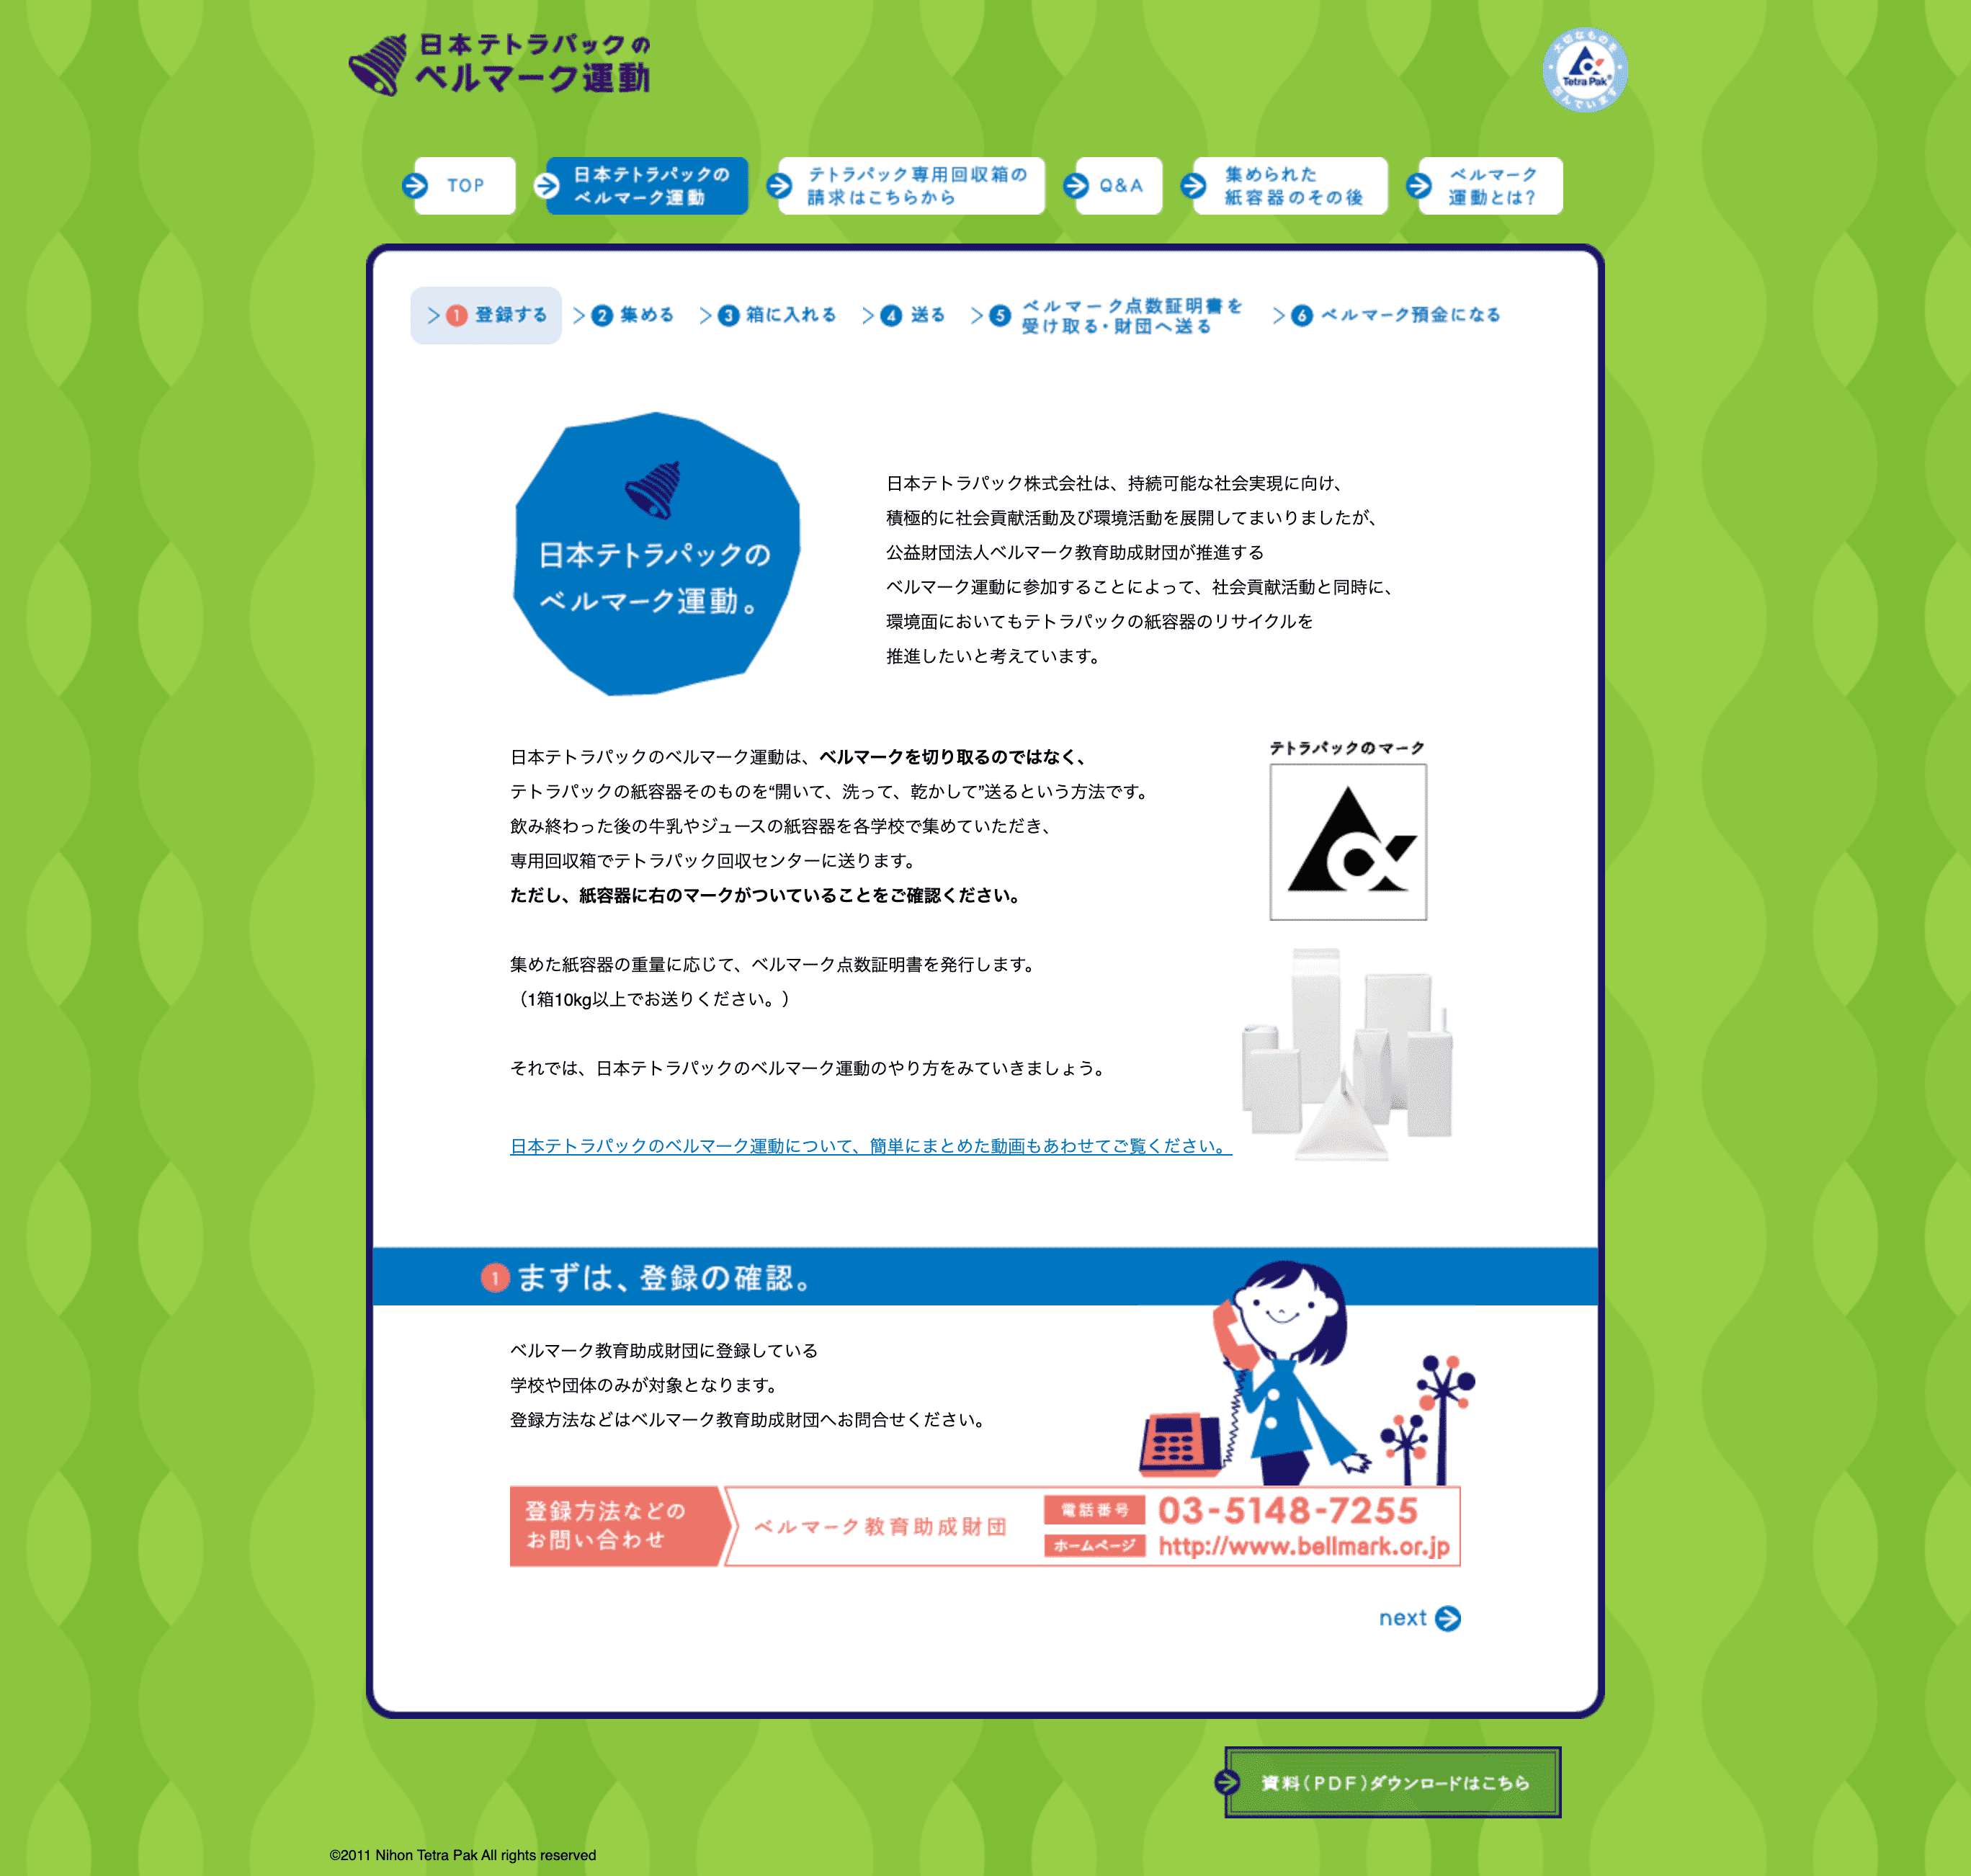 日本テトラパックの
ベルマーク運動
大切なものを
Tetra Pak®
包んでいます
TOP
日本テトラパックの
ベルマーク運動
テトラパック専用回収箱の
請求はこちらから
Q&A
集められた
紙容器のその後
ベルマーク
運動とは？
1 登録する
2 集める
3 箱に入れる
4 送る
5 ベルマーク点数証明書を
受け取る・財団へ送る
6 ベルマーク預金になる
日本テトラパックの
ベルマーク運動。
日本テトラパック株式会社は、持続可能な社会実現に向け、
積極的に社会貢献活動及び環境活動を展開してまいりましたが、
公益財団法人ベルマーク教育助成財団が推進する
ベルマーク運動に参加することによって、社会貢献活動と同時に、
環境面においてもテトラパックの紙容器のリサイクルを
推進したいと考えています。
日本テトラパックのベルマーク運動は、ベルマークを切り取るのではなく、
テトラパックの紙容器そのものを“開いて、洗って、乾かして”送るという方法です。
飲み終わった後の牛乳やジュースの紙容器を各学校で集めていただき、
専用回収箱でテトラパック回収センターに送ります。
ただし、紙容器に右のマークがついていることをご確認ください。
テトラパックのマーク
集めた紙容器の重量に応じて、ベルマーク点数証明書を発行します。
（1箱10kg以上でお送りください。）
それでは、日本テトラパックのベルマーク運動のやり方をみていきましょう。
日本テトラパックのベルマーク運動について、簡単にまとめた動画もあわせてご覧ください。
1 まずは、登録の確認。
ベルマーク教育助成財団に登録している
学校や団体のみが対象となります。
登録方法などはベルマーク教育助成財団へお問合せください。
登録方法などの
お問い合わせ
ベルマーク教育助成財団
電話番号 03-5148-7255
ホームページ http://www.bellmark.or.jp
next
資料（PDF）ダウンロードはこちら
©2011 Nihon Tetra Pak All rights reserved